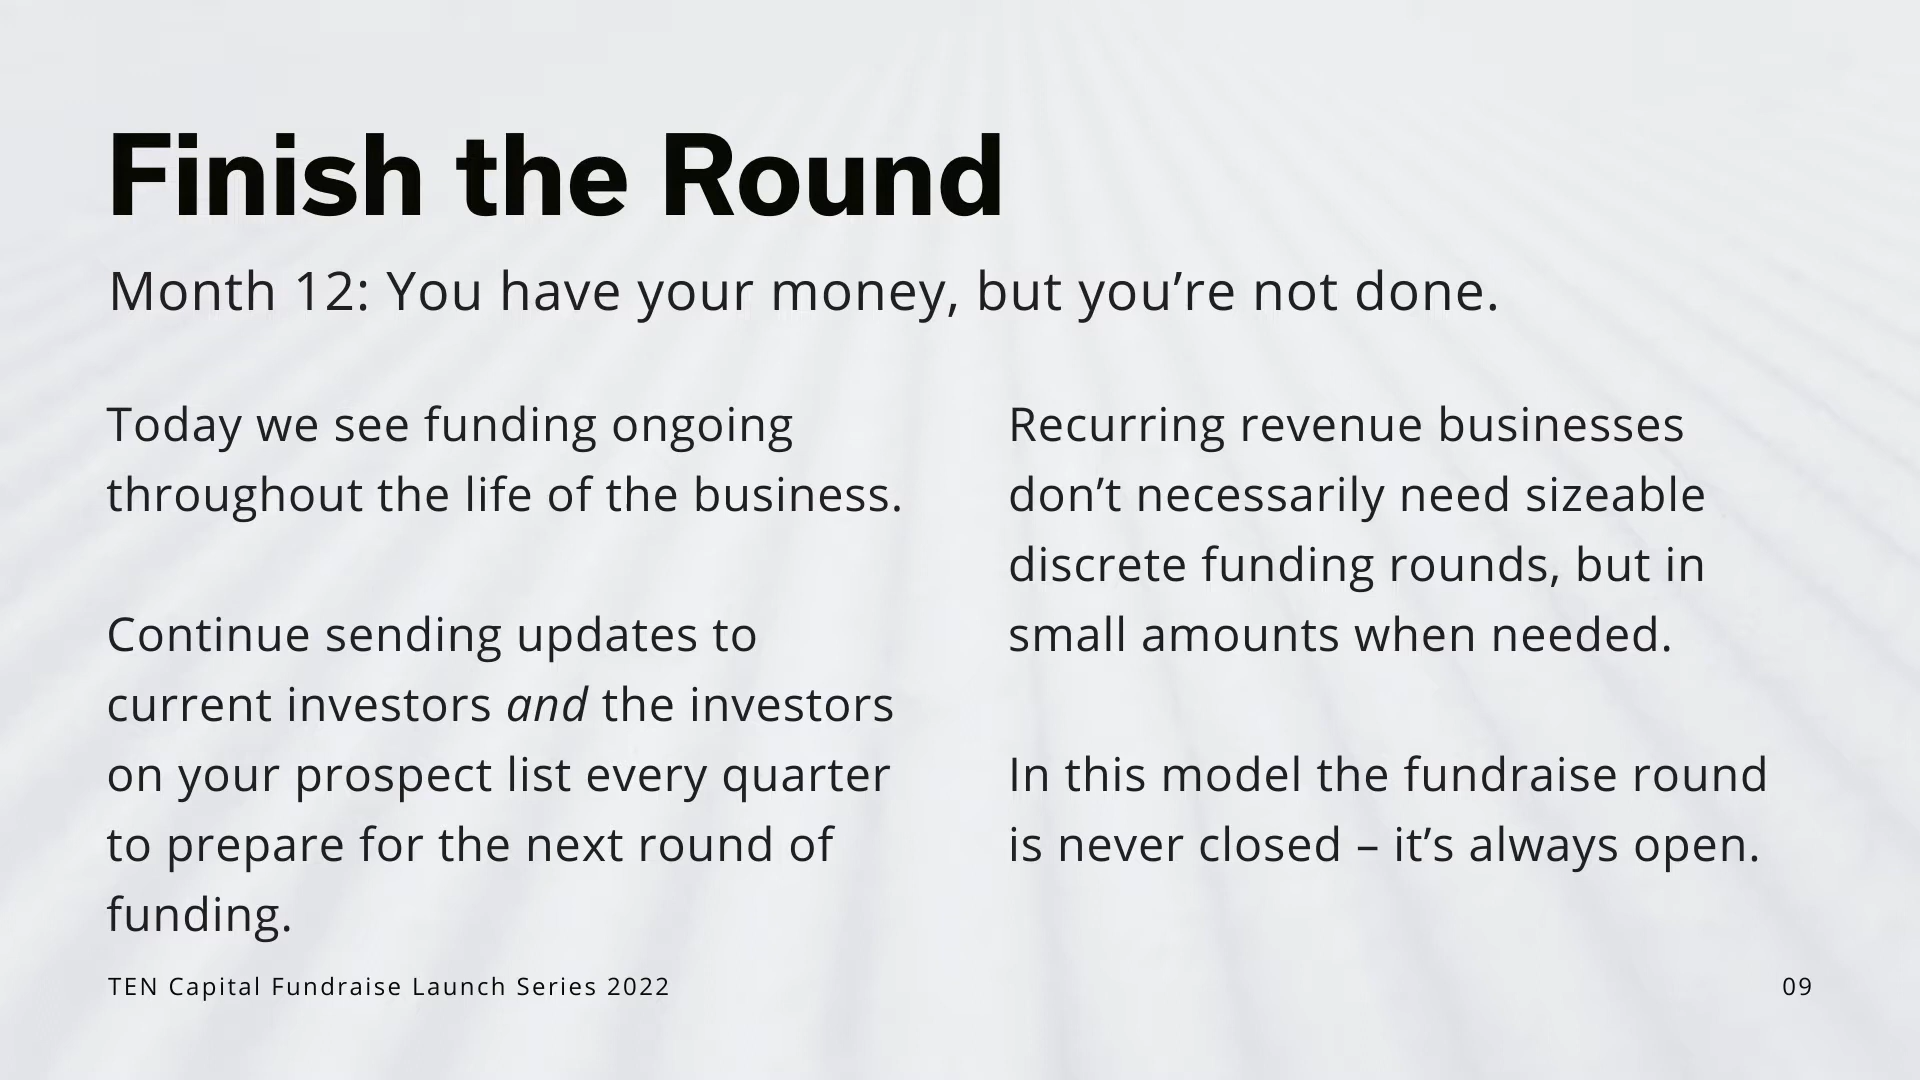 Finish the Round
Month 12: You have your money, but you’re not done.
Today we see funding ongoing
throughout the life of the business.
Continue sending updates to
current investors and the investors
on your prospect list every quarter
to prepare for the next round of
funding.
Recurring revenue businesses
don’t necessarily need sizeable
discrete funding rounds, but in
small amounts when needed.
In this model the fundraise round
is never closed – it’s always open.
TEN Capital Fundraise Launch Series 2022
09